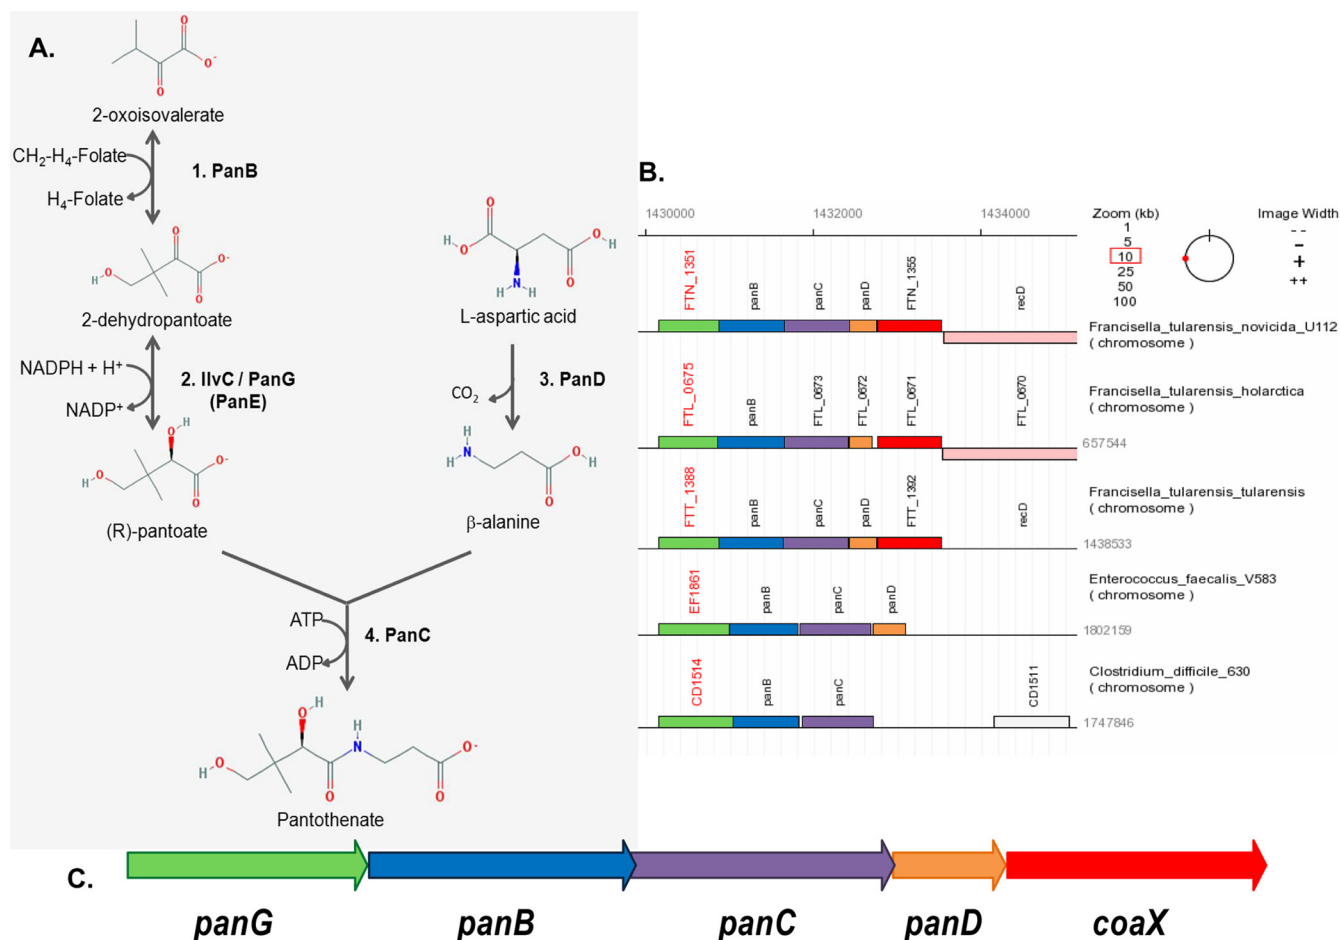 A.
2-oxoisovalerate
CH2-H4-Folate
1. PanB
H4-Folate
2-dehydropantoate
L-aspartic acid
NADPH + H+
2. IlvC / PanG
(PanE)
NADP+
3. PanD
CO2
(R)-pantoate
β-alanine
ATP
4. PanC
ADP
Pantothenate
O
O
O-
O
H
O
O
O-
O
H
O
O
O
H
N
H
H
H
O
H
O
O-
O
H
N
H
O
H
O
H
O
H
O
O
H
N
O
O-
B.
1430000
1432000
1434000
Zoom (kb)
1
5
10
25
50
100
Image Width
--
-
+
++
FTN_1351
panB
panC
panD
FTN_1355
recD
Francisella_tularensis_novicida_U112
( chromosome )
FTL_0675
panB
FTL_0673
FTL_0672
FTL_0671
FTL_0670
Francisella_tularensis_holarctica
( chromosome )
657544
FTT_1388
panB
panC
panD
FTT_1392
recD
Francisella_tularensis_tularensis
( chromosome )
1438533
EF1861
panB
panC
panD
Enterococcus_faecalis_V583
( chromosome )
1802159
CD1514
panB
panC
CD1511
Clostridium_difficile_630
( chromosome )
1747846
C.
panG
panB
panC
panD
coaX